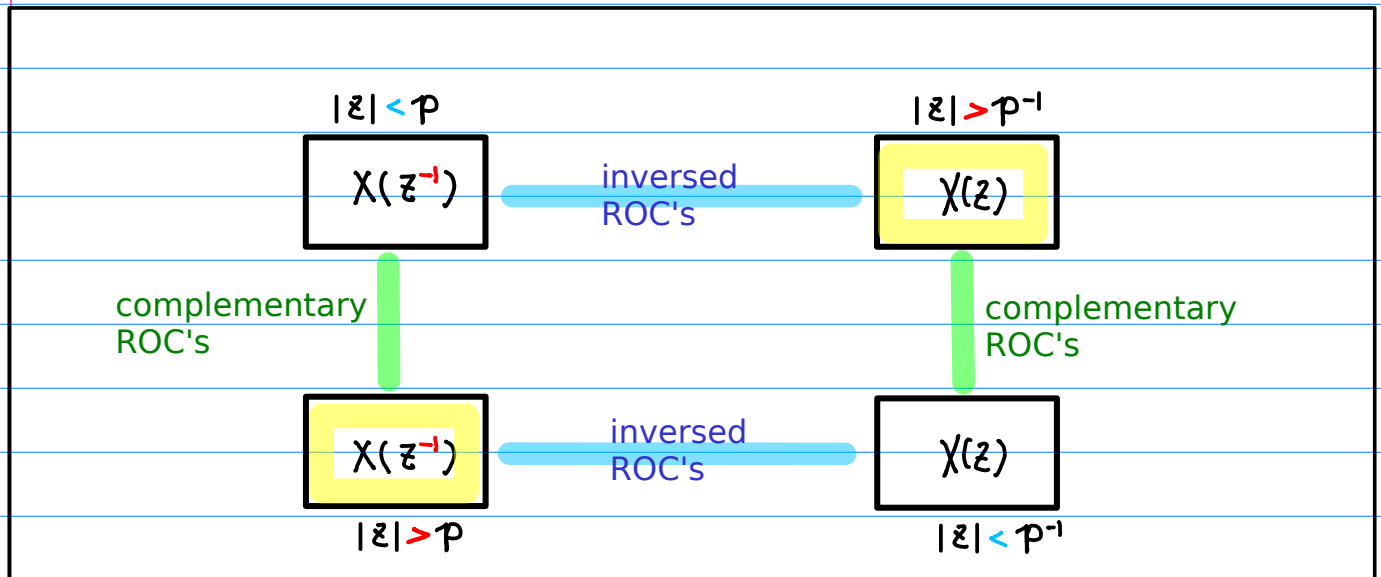 |z| < p
|z| > p⁻¹
X(z⁻¹)
inversed
ROC's
X(z)
complementary
ROC's
complementary
ROC's
X(z⁻¹)
inversed
ROC's
X(z)
|z| > p
|z| < p⁻¹